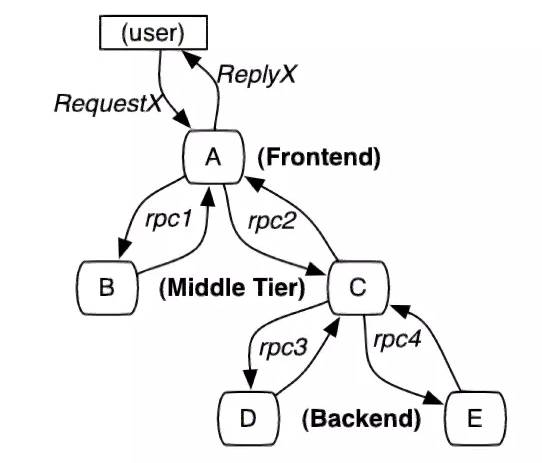 (user)
ReplyX
RequestX
A (Frontend)
rpc1 rpc2
B (Middle Tier) C
rpc3 rpc4
D (Backend) E